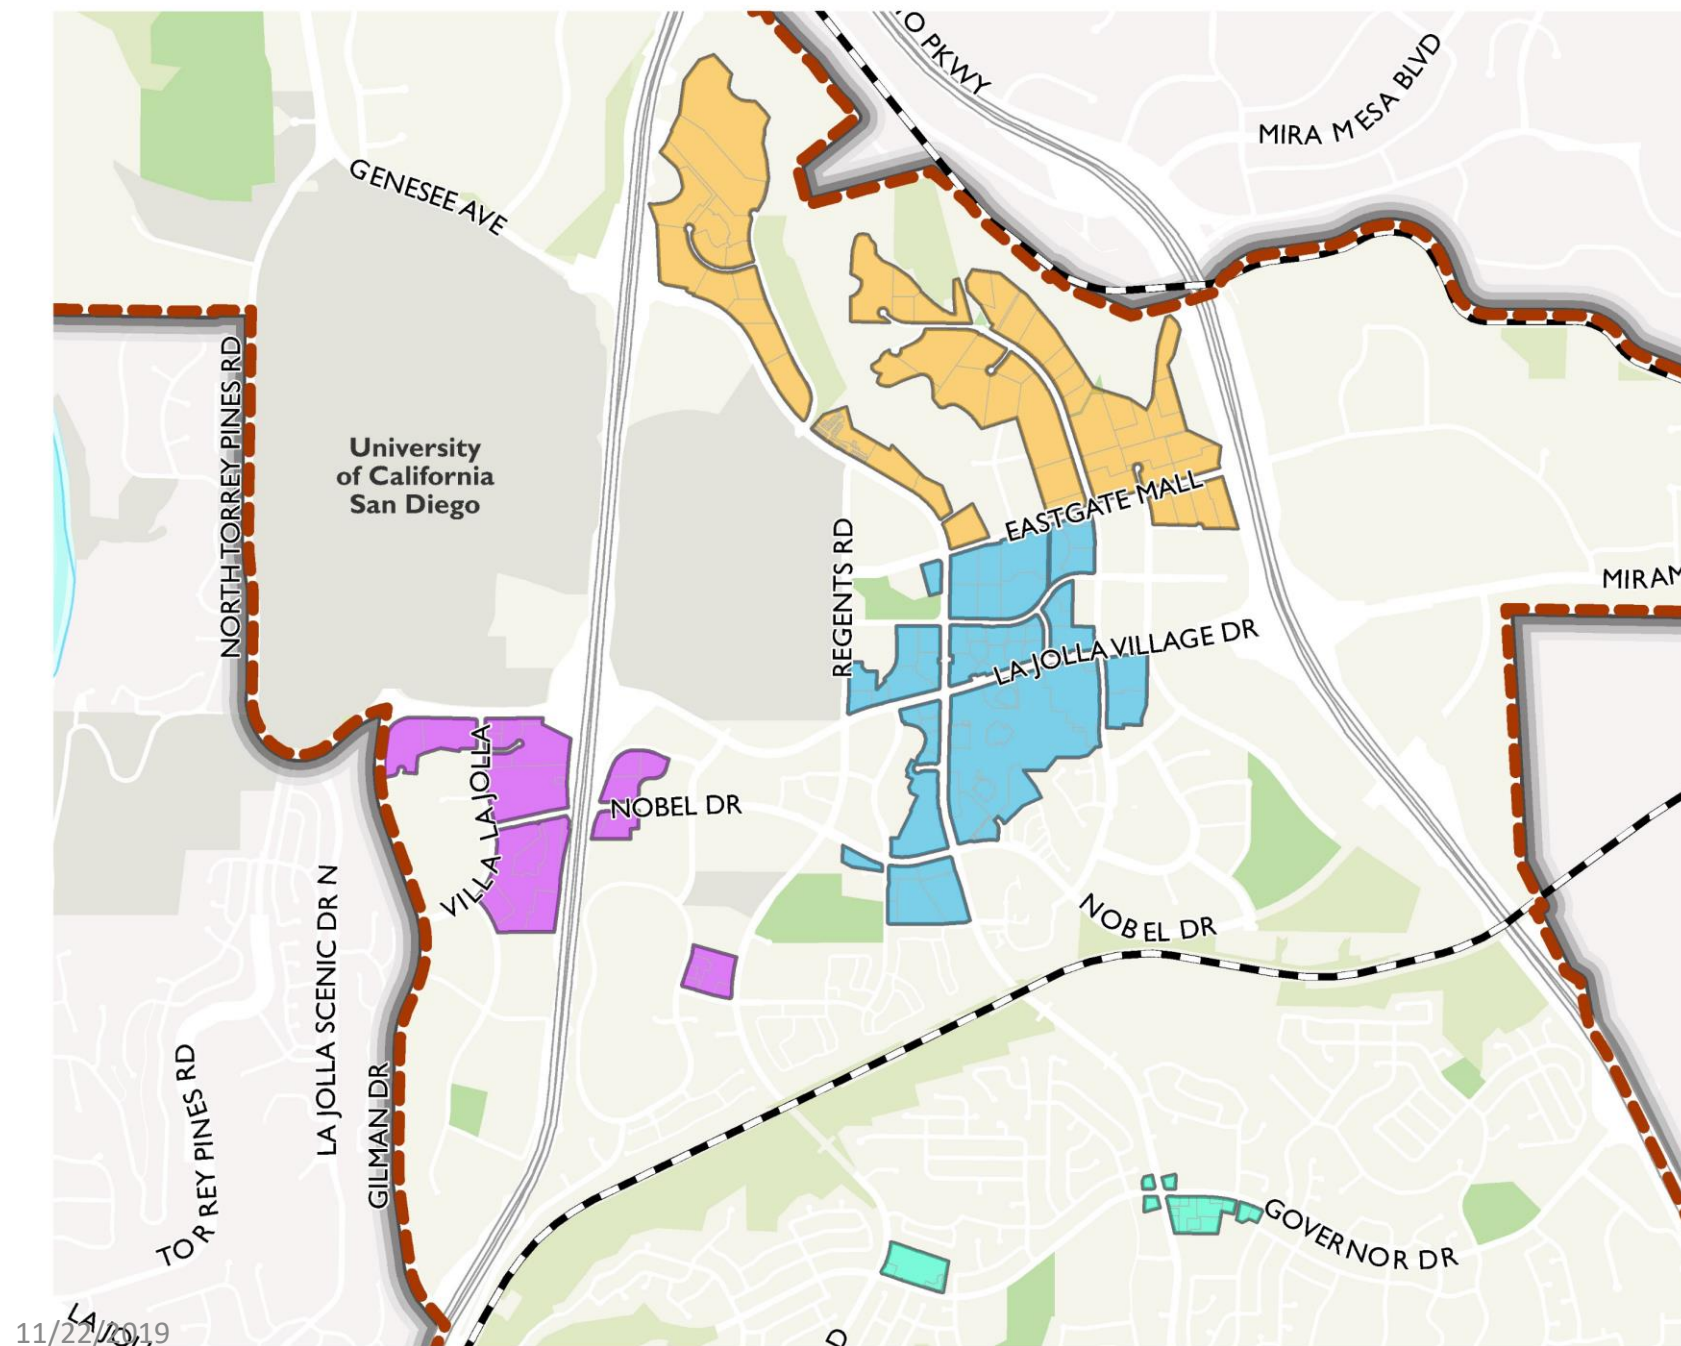 O PKWY
MIRA MESA BLVD
GENESEE AVE
NORTH TORREY PINES RD
University
of California
San Diego
EASTGATE MALL
REGENTS RD
MIRAM
LA JOLLA VILLAGE DR
VILLA LA JOLLA
NOBEL DR
NOBEL DR
LA JOLLA SCENIC DR N
TORREY PINES RD
GILMAN DR
GOVERNOR DR
11/22/2019
D